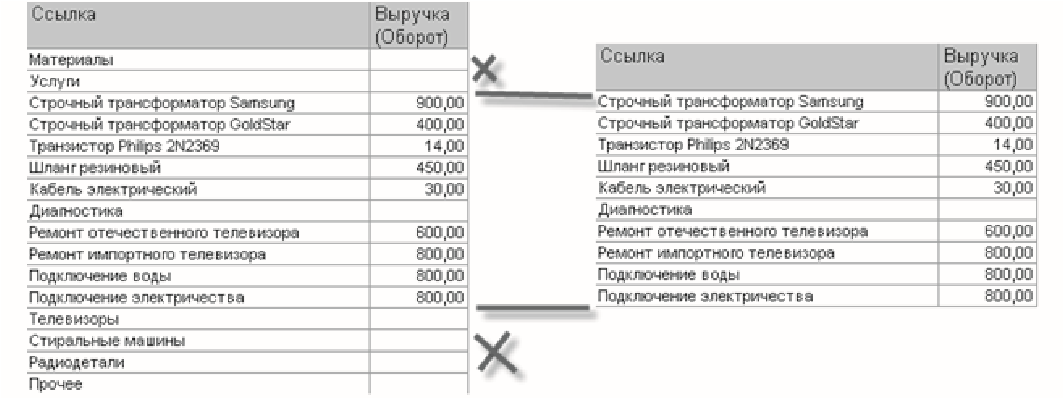 Ссылка Выручка (Оборот)
Материалы
Услуги
Строчный трансформатор Samsung 900,00
Строчный трансформатор GoldStar 400,00
Транзистор Philips 2N2369 14,00
Шланг резиновый 450,00
Кабель электрический 30,00
Диагностика
Ремонт отечественного телевизора 600,00
Ремонт импортного телевизора 800,00
Подключение воды 800,00
Подключение электричества 800,00
Телевизоры
Стиральные машины
Радиодетали
Прочее
Ссылка Выручка (Оборот)
Строчный трансформатор Samsung 900,00
Строчный трансформатор GoldStar 400,00
Транзистор Philips 2N2369 14,00
Шланг резиновый 450,00
Кабель электрический 30,00
Диагностика
Ремонт отечественного телевизора 600,00
Ремонт импортного телевизора 800,00
Подключение воды 800,00
Подключение электричества 800,00